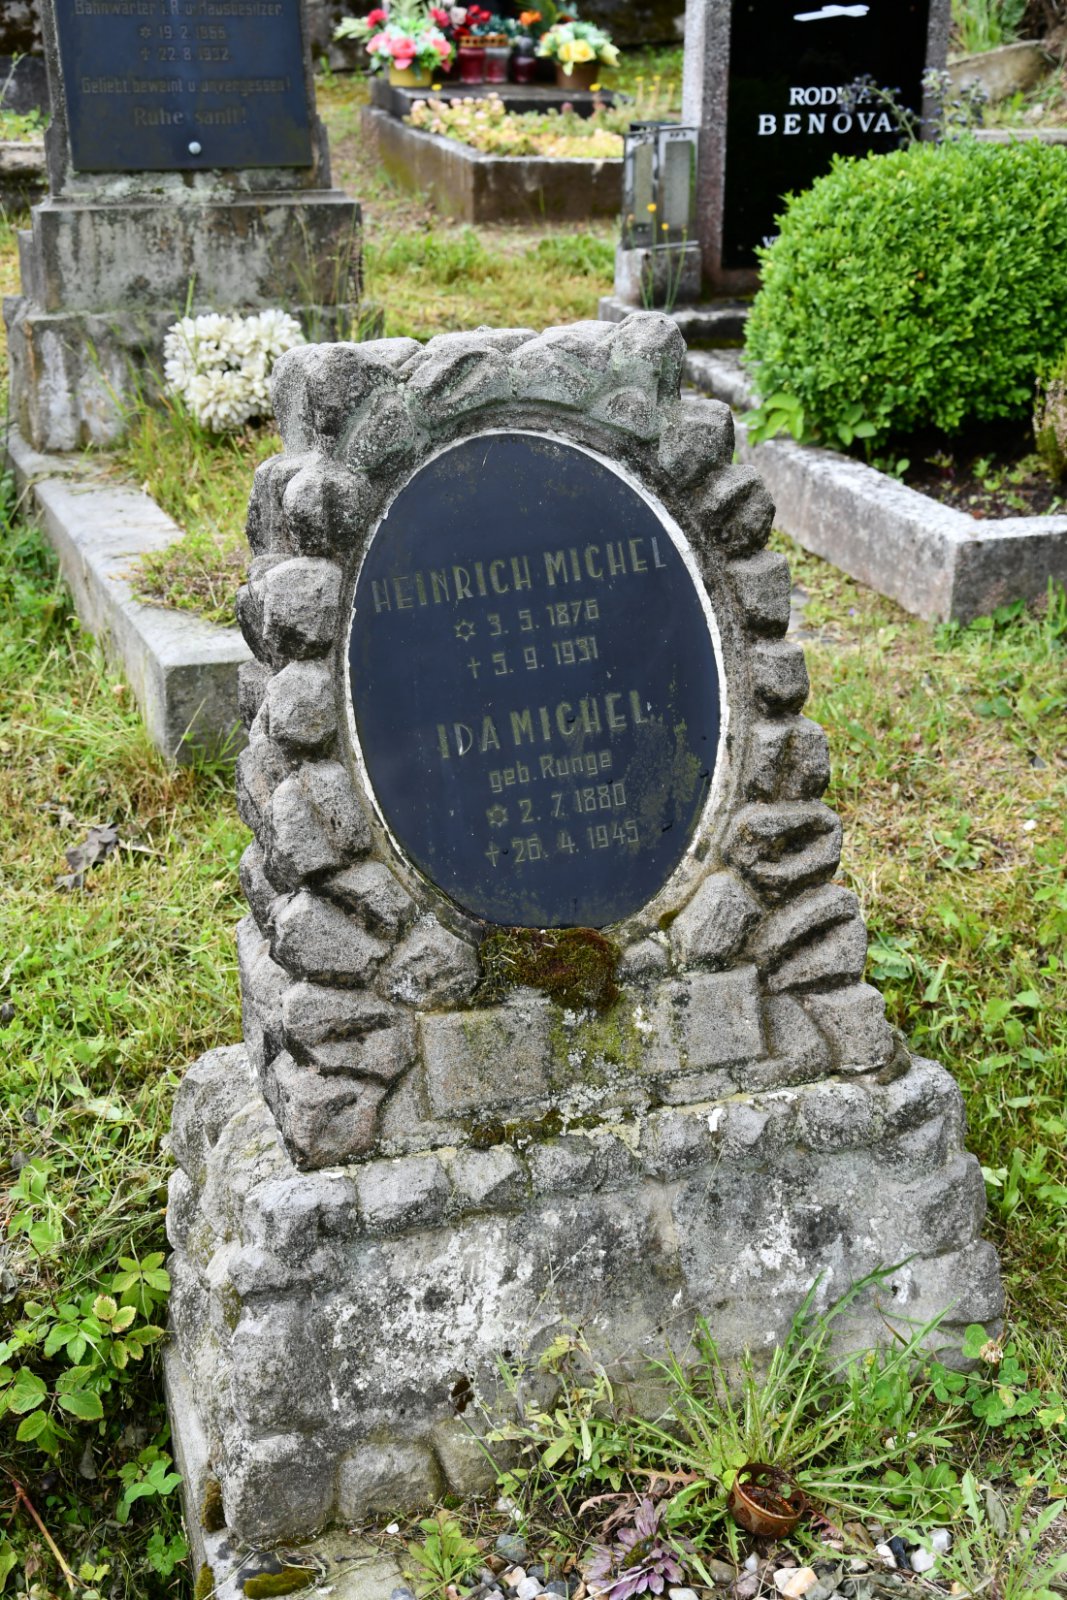 Bahnwärter i.R. u. Hausbesitzer
✡ 19. 2. 1866
† 22. 8. 1932
Geliebt, beweint u. unvergessen!
Ruhe sanft!
RODINA
BENOVA
HEINRICH MICHEL
✡ 3. 5. 1876
† 5. 9. 1931
IDA MICHEL
geb. Runge
✡ 2. 7. 1880
† 26. 4. 1945